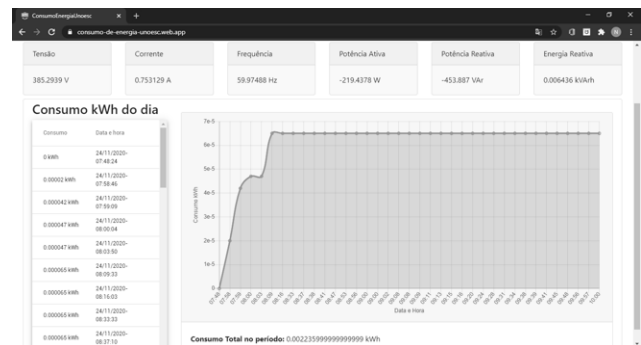 ConsumoEnergiaUnoesc
consumo-de-energia-unoesc.web.app
Tensão Corrente Frequência Potência Ativa Potência Reativa Energia Reativa
385.2939 V 0.753129 A 59.97488 Hz -219.4378 W -453.887 VAr 0.006436 kVArh
Consumo kWh do dia
Consumo Data e hora
0 kWh 24/11/2020-
07:48:24
0.00002 kWh 24/11/2020-
07:58:46
0.000042 kWh 24/11/2020-
07:59:09
0.000047 kWh 24/11/2020-
08:00:04
0.000047 kWh 24/11/2020-
08:03:50
0.000065 kWh 24/11/2020-
08:09:33
0.000065 kWh 24/11/2020-
08:16:03
0.000065 kWh 24/11/2020-
08:33:33
0.000065 kWh 24/11/2020-
08:37:10
7e-5
6e-5
5e-5
4e-5
3e-5
2e-5
1e-5
0
Consumo kWh
Data e Hora
Consumo Total no período: 0.002235999999999999 kWh